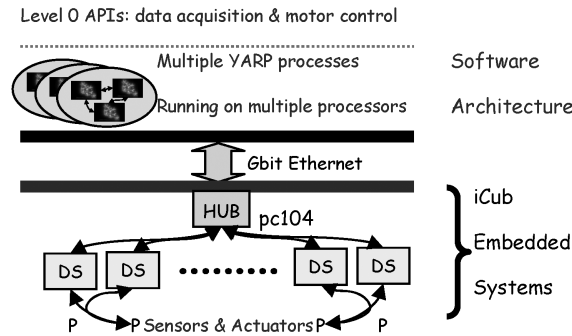 Level 0 APIs: data acquisition & motor control
Multiple YARP processes
Software
Running on multiple processors
Architecture
Gbit Ethernet
HUB
pc104
iCub
DS
DS
DS
DS
Embedded
Systems
P
P
Sensors & Actuators
P
P